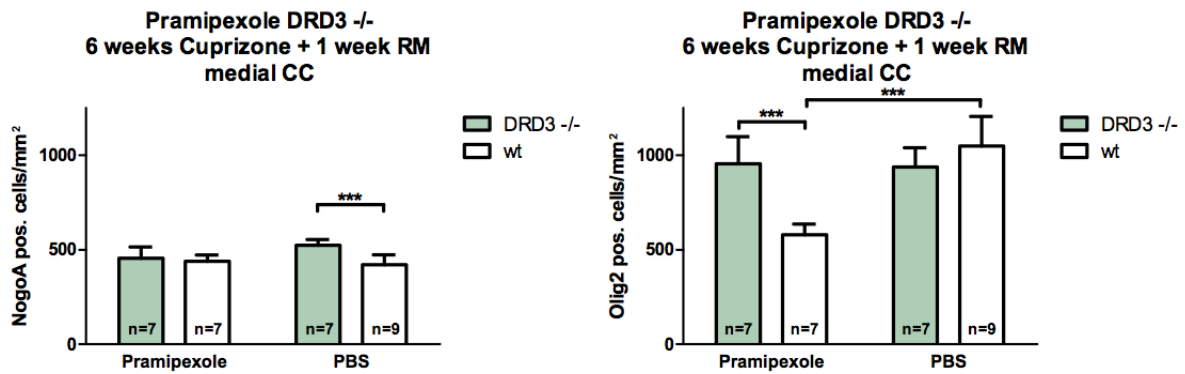 Pramipexole DRD3 -/-
6 weeks Cuprizone + 1 week RM
medial CC
NogoA pos. cells/mm²
1000
500
0
***
DRD3 -/-
wt
n=7
n=7
n=7
n=9
Pramipexole
PBS
Pramipexole DRD3 -/-
6 weeks Cuprizone + 1 week RM
medial CC
Olig2 pos. cells/mm²
1000
500
0
***
***
DRD3 -/-
wt
n=7
n=7
n=7
n=9
Pramipexole
PBS